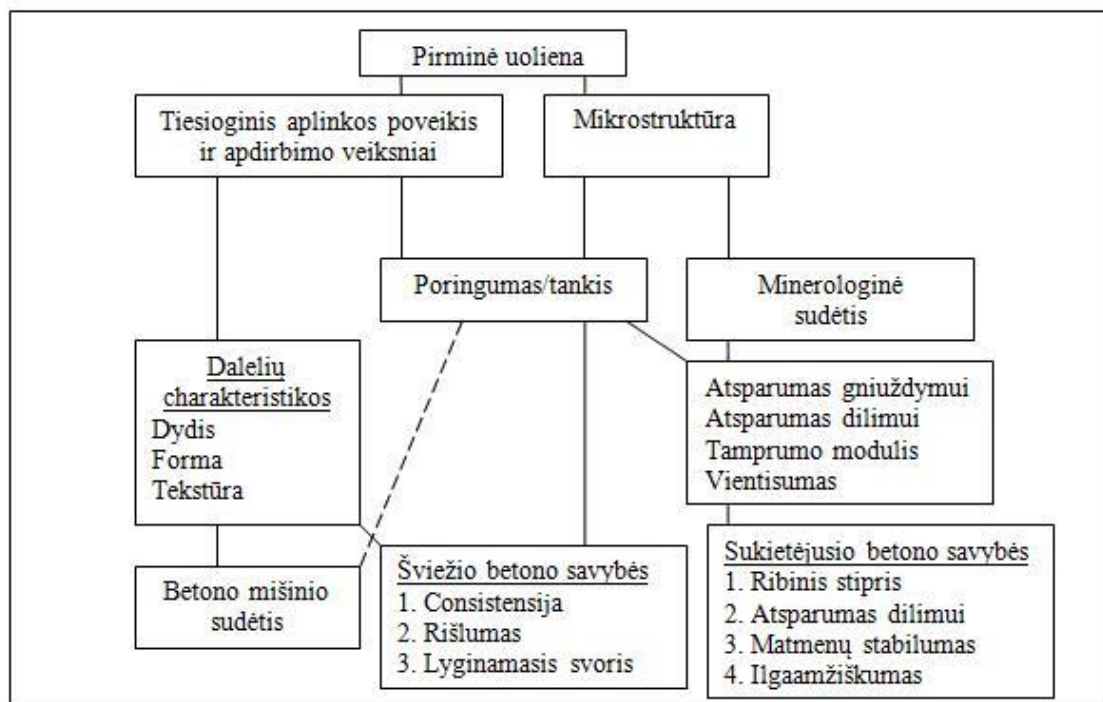 Pirminė uoliena
Tiesioginis aplinkos poveikis
ir apdirbimo veiksniai
Mikrostruktūra
Poringumas/tankis
Minerologinė
sudėtis
Dalelių
charakteristikos
Dydis
Forma
Tekstūra
Atsparumas gniuždymui
Atsparumas dilimui
Tamprumo modulis
Vientisumas
Betono mišinio
sudėtis
Šviežio betono savybės
1. Consistensija
2. Rišlumas
3. Lyginamasis svoris
Sukietėjusio betono savybės
1. Ribinis stipris
2. Atsparumas dilimui
3. Matmenų stabilumas
4. Ilgaamžiškumas